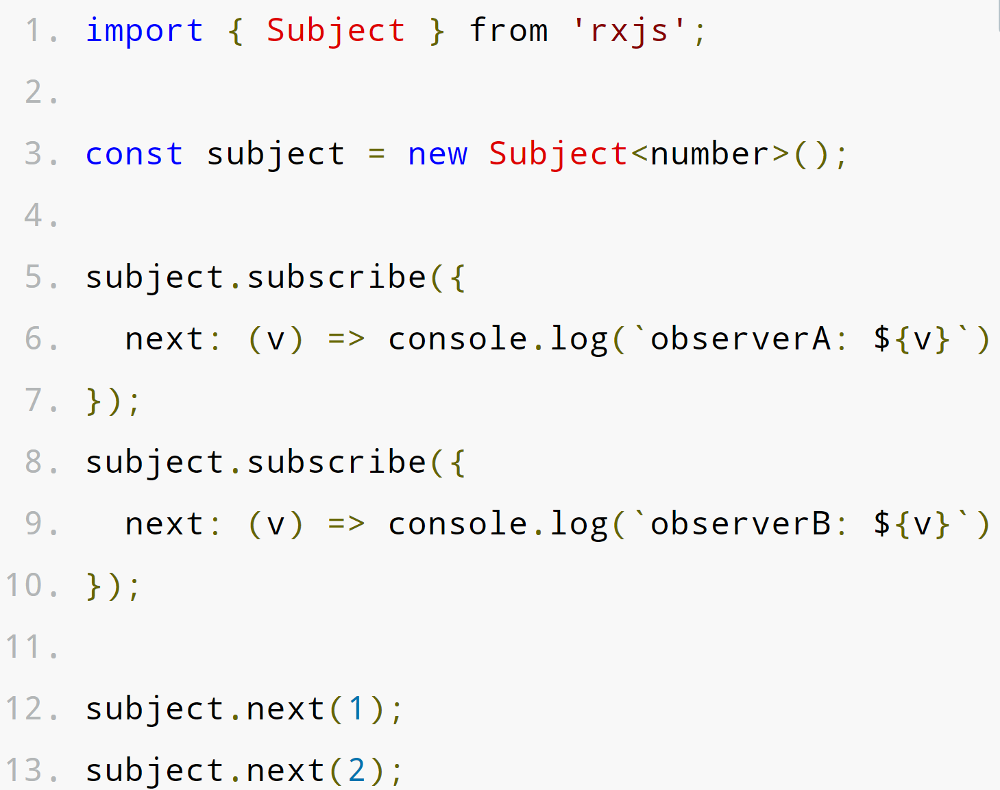 1. import { Subject } from 'rxjs';
2.
3. const subject = new Subject<number>();
4.
5. subject.subscribe({
6.   next: (v) => console.log(`observerA: ${v}`)
7. });
8. subject.subscribe({
9.   next: (v) => console.log(`observerB: ${v}`)
10. });
11.
12. subject.next(1);
13. subject.next(2);